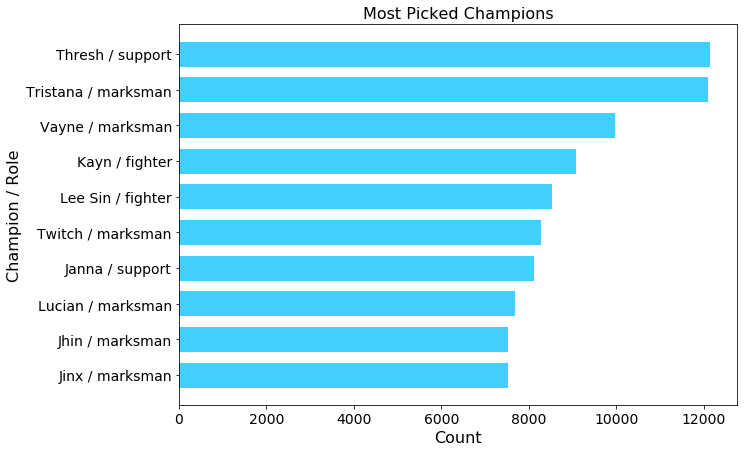 Most Picked Champions
Champion / Role
Thresh / support
Tristana / marksman
Vayne / marksman
Kayn / fighter
Lee Sin / fighter
Twitch / marksman
Janna / support
Lucian / marksman
Jhin / marksman
Jinx / marksman
0 2000 4000 6000 8000 10000 12000
Count